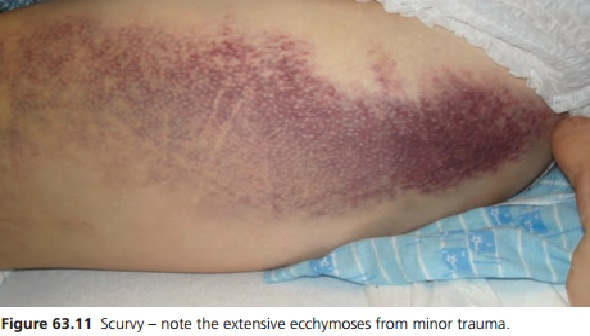 Figure 63.11 Scurvy – note the extensive ecchymoses from minor trauma.